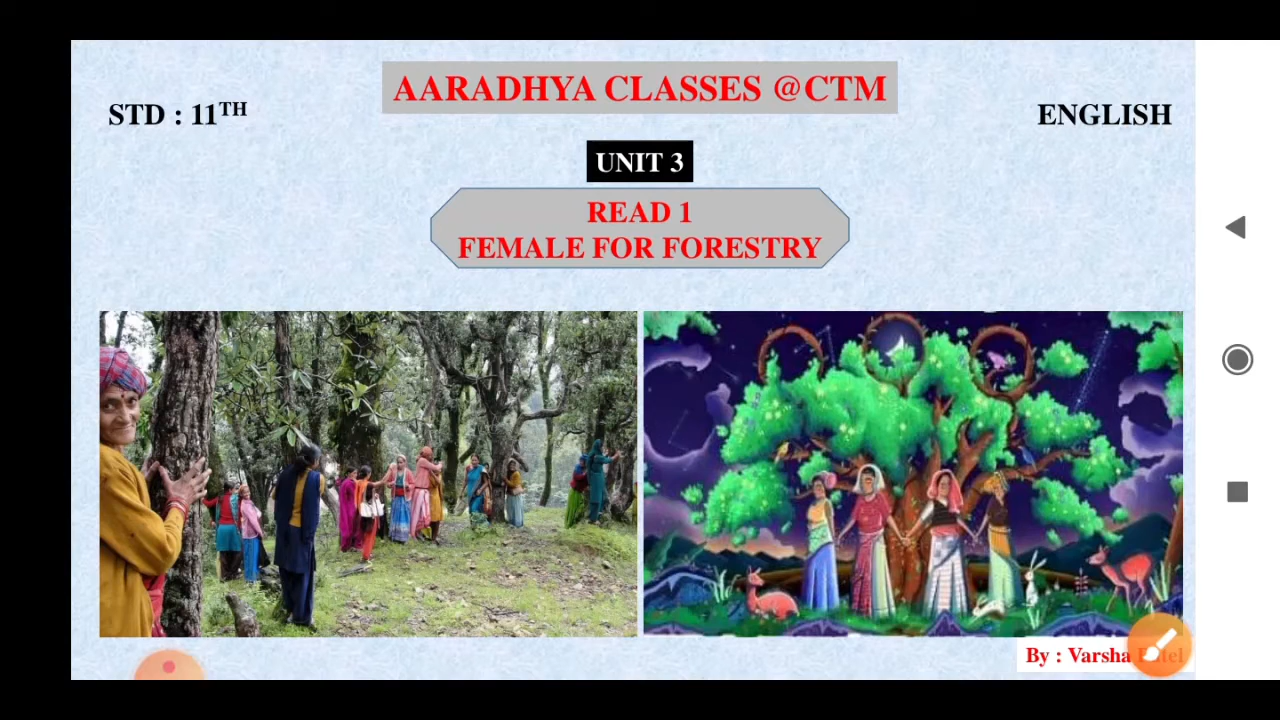 AARADHYA CLASSES @CTM
STD : 11TH
ENGLISH
UNIT 3
READ 1
FEMALE FOR FORESTRY
By : Varsha